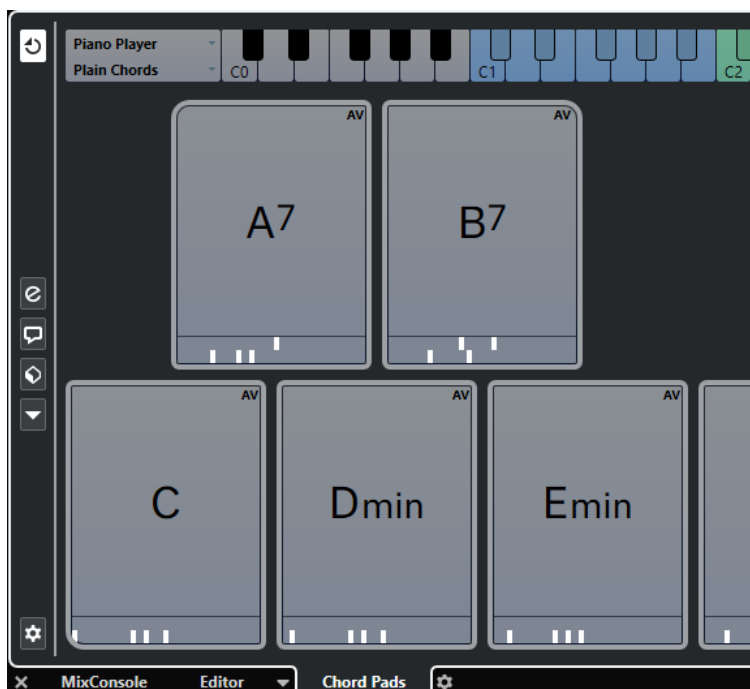 Piano Player
Plain Chords
C0
C1
C2
AV
A7
AV
B7
AV
C
AV
Dmin
AV
Emin
MixConsole
Editor
Chord Pads